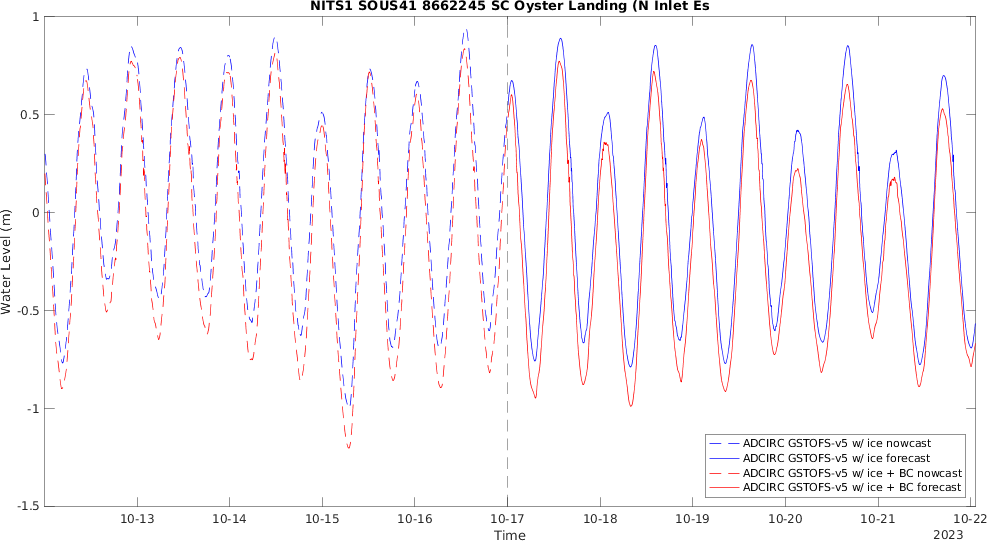 NITS1 SOUS41 8662245 SC Oyster Landing (N Inlet Es
Water Level (m)
1
0.5
0
-0.5
-1
-1.5
10-13
10-14
10-15
10-16
10-17
10-18
10-19
10-20
10-21
10-22
Time
2023
ADCIRC GSTOFS-v5 w/ ice nowcast
ADCIRC GSTOFS-v5 w/ ice forecast
ADCIRC GSTOFS-v5 w/ ice + BC nowcast
ADCIRC GSTOFS-v5 w/ ice + BC forecast